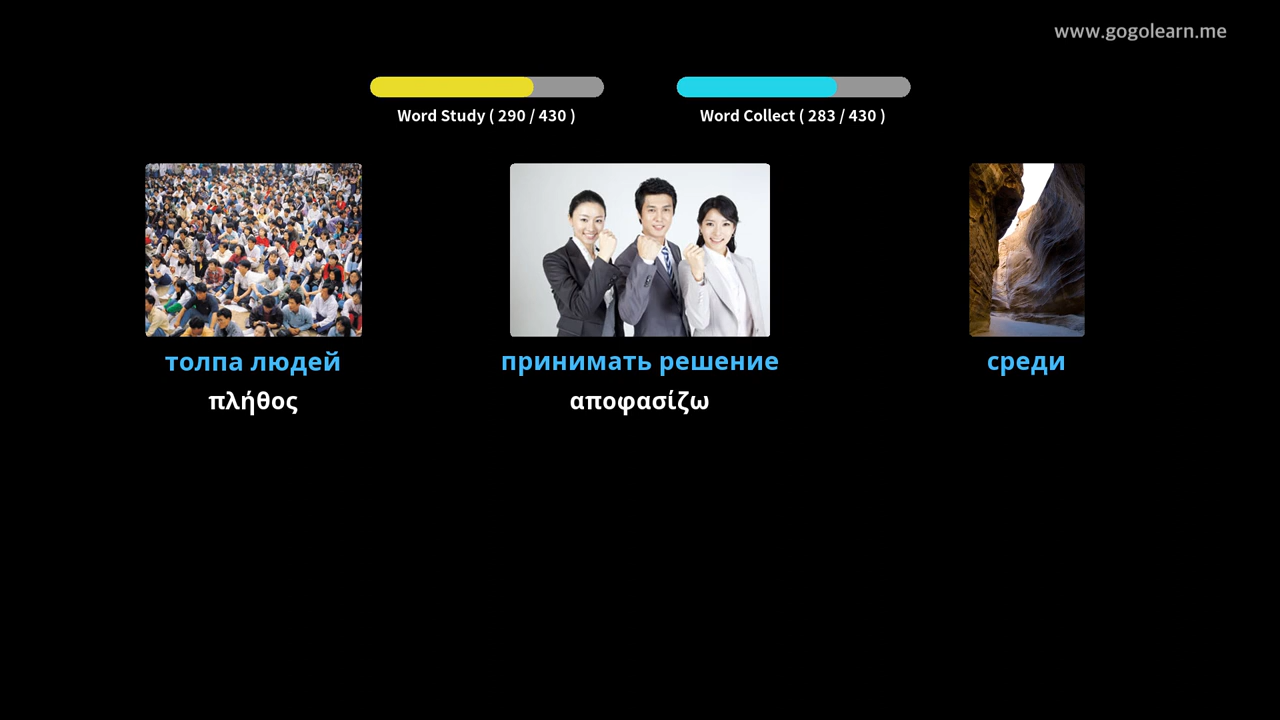 www.gogolearn.me
Word Study ( 290 / 430 )
Word Collect ( 283 / 430 )
толпа людей
πλήθος
принимать решение
αποφασίζω
среди